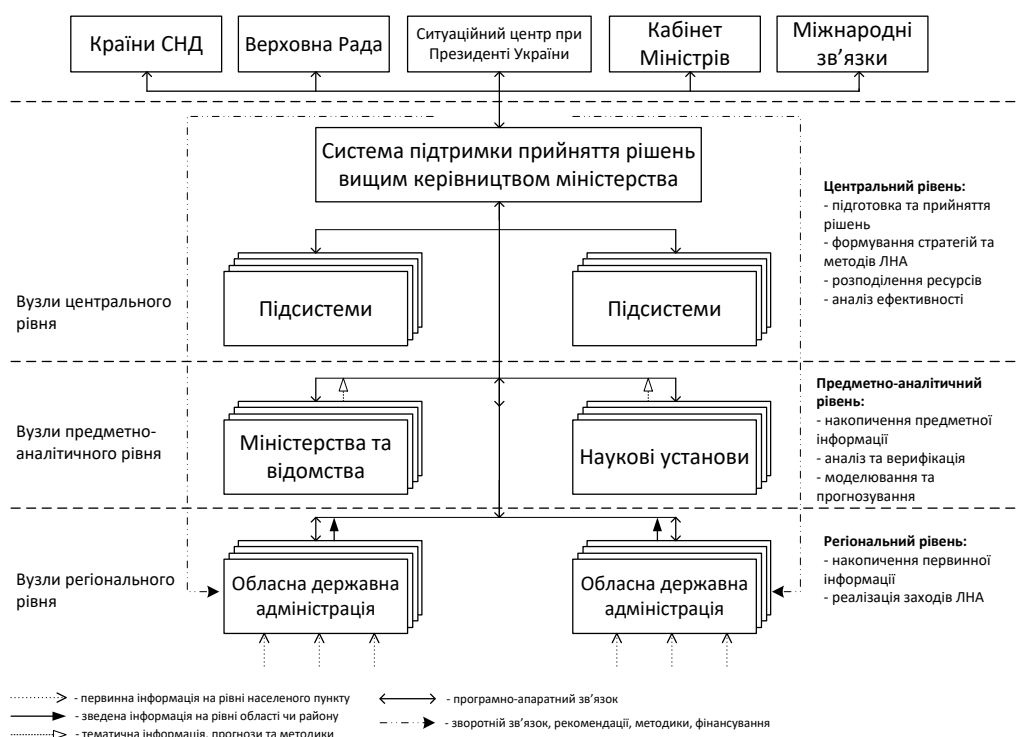 Країни СНД
Верховна Рада
Ситуаційний центр при
Президенті України
Кабінет
Міністрів
Міжнародні
зв’язки
Система підтримки прийняття рішень
вищим керівництвом міністерства
Центральний рівень:
- підготовка та прийняття
рішень
- формування стратегій та
методів ЛНА
- розподілення ресурсів
- аналіз ефективності
Вузли центрального
рівня
Підсистеми
Підсистеми
Предметно-аналітичний
рівень:
- накопичення предметної
інформації
- аналіз та верифікація
- моделювання та
прогнозування
Вузли предметно-
аналітичного рівня
Міністерства та
відомства
Наукові установи
Регіональний рівень:
- накопичення первинної
інформації
- реалізація заходів ЛНА
Вузли регіонального
рівня
Обласна державна
адміністрація
Обласна державна
адміністрація
- первинна інформація на рівні населеного пункту
- зведена інформація на рівні області чи району
- тематична інформація, прогнози та методики
- програмно-апаратний зв’язок
- зворотній зв’язок, рекомендації, методики, фінансування